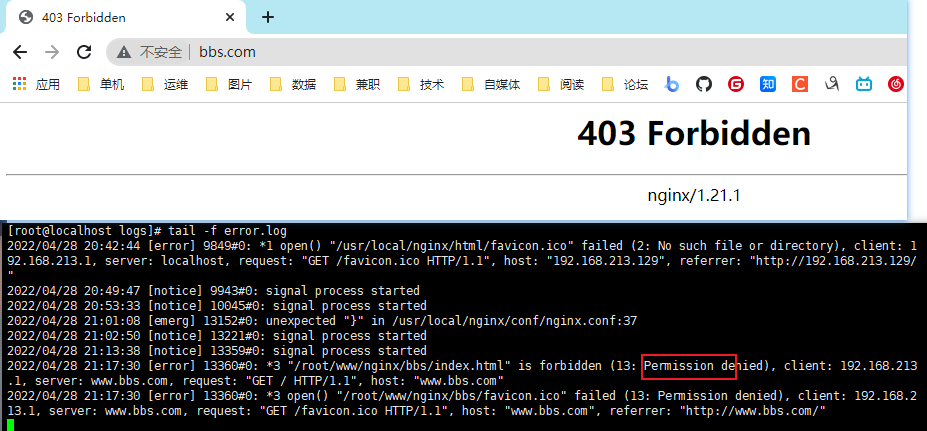 403 Forbidden
不安全 bbs.com
应用 单机 运维 图片 数据 兼职 技术 自媒体 阅读 论坛 知 C
403 Forbidden
nginx/1.21.1
[root@localhost logs]# tail -f error.log
2022/04/28 20:42:44 [error] 9849#0: *1 open() "/usr/local/nginx/html/favicon.ico" failed (2: No such file or directory), client: 1
92.168.213.1, server: localhost, request: "GET /favicon.ico HTTP/1.1", host: "192.168.213.129", referrer: "http://192.168.213.129/
"
2022/04/28 20:49:47 [notice] 9943#0: signal process started
2022/04/28 20:53:33 [notice] 10045#0: signal process started
2022/04/28 21:01:08 [emerg] 13152#0: unexpected "}" in /usr/local/nginx/conf/nginx.conf:37
2022/04/28 21:02:50 [notice] 13221#0: signal process started
2022/04/28 21:13:38 [notice] 13359#0: signal process started
2022/04/28 21:17:30 [error] 13360#0: *3 "/root/www/nginx/bbs/index.html" is forbidden (13: Permission denied), client: 192.168.213
.1, server: www.bbs.com, request: "GET / HTTP/1.1", host: "www.bbs.com"
2022/04/28 21:17:30 [error] 13360#0: *3 open() "/root/www/nginx/bbs/favicon.ico" failed (13: Permission denied), client: 192.168.2
13.1, server: www.bbs.com, request: "GET /favicon.ico HTTP/1.1", host: "www.bbs.com", referrer: "http://www.bbs.com/"